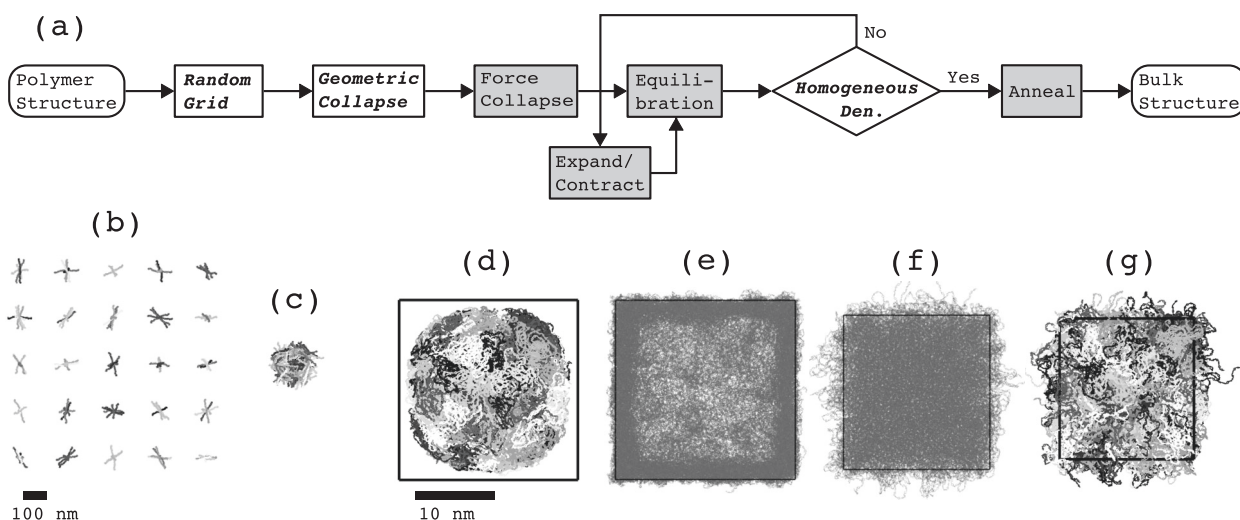 (a)
No
Polymer
Structure
Random
Grid
Geometric
Collapse
Force
Collapse
Equili-
bration
Homogeneous
Den.
Yes
Anneal
Bulk
Structure
Expand/
Contract
(b)
(c)
(d)
(e)
(f)
(g)
100 nm
10 nm